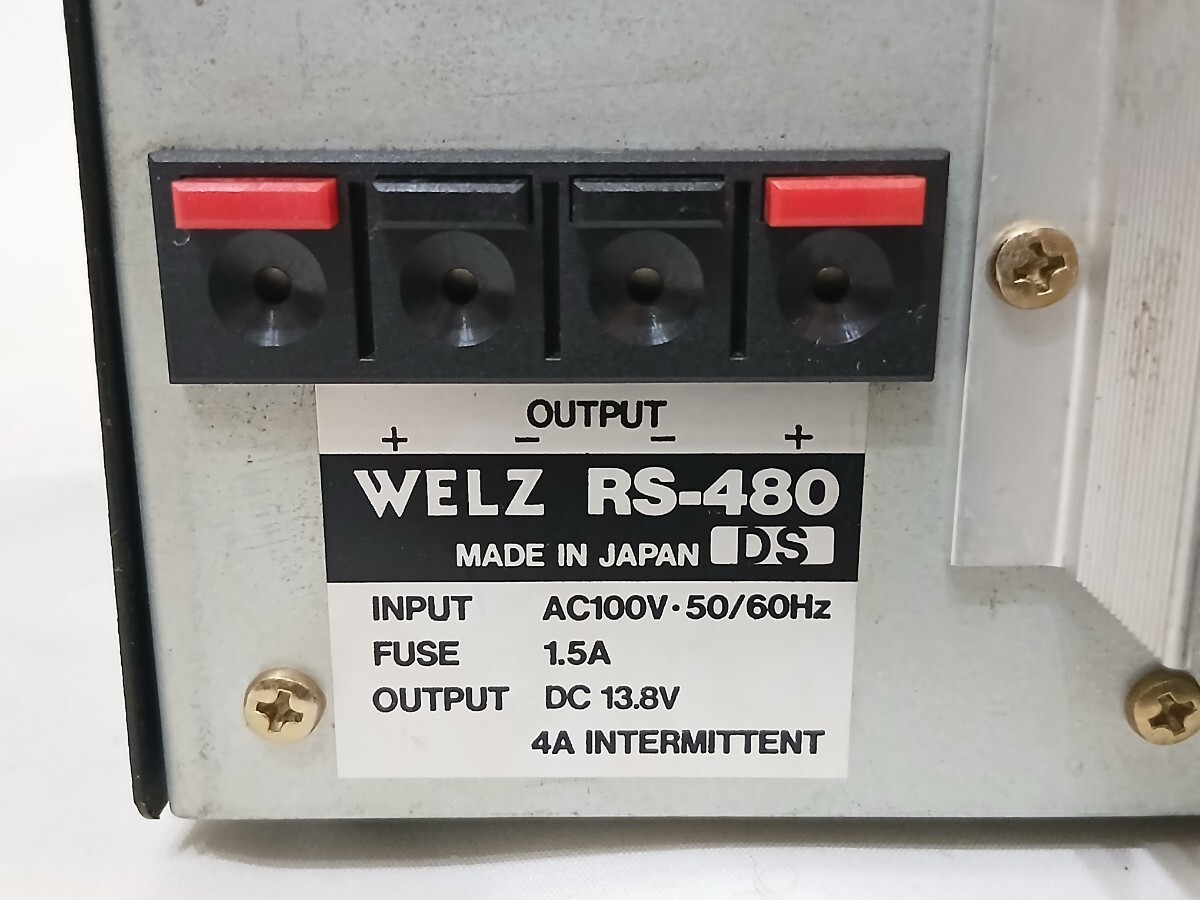 OUTPUT
+ − − +
WELZ RS-480
MADE IN JAPAN DS
INPUT AC100V·50/60Hz
FUSE 1.5A
OUTPUT DC 13.8V
4A INTERMITTENT